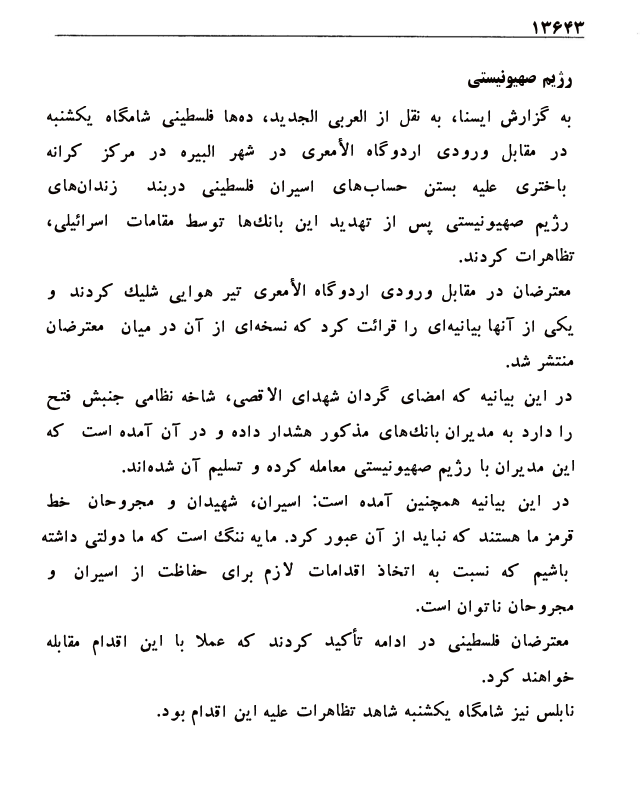 ۱۳۶۴۳
رژیم صهیونیستی
به گزارش ایسنا، به نقل از العربی الجدید، ده‌ها فلسطینی شامگاه یکشنبه
در مقابل ورودی اردوگاه الأمعری در شهر البیره در مرکز کرانه
باختری علیه بستن حساب‌های اسیران فلسطینی دربند زندان‌های
رژیم صهیونیستی پس از تهدید این بانك‌ها توسط مقامات اسرائیلی،
تظاهرات کردند.
معترضان در مقابل ورودی اردوگاه الأمعری تیر هوایی شلیك کردند و
یکی از آنها بیانیه‌ای را قرائت کرد که نسخه‌ای از آن در میان معترضان
منتشر شد.
در این بیانیه که امضای گردان شهدای الاقصی، شاخه نظامی جنبش فتح
را دارد به مدیران بانك‌های مذکور هشدار داده و در آن آمده است که
این مدیران با رژیم صهیونیستی معامله کرده و تسلیم آن شده‌اند.
در این بیانیه همچنین آمده است: اسیران، شهیدان و مجروحان خط
قرمز ما هستند که نباید از آن عبور کرد. مایه ننگ است که ما دولتی داشته
باشیم که نسبت به اتخاذ اقدامات لازم برای حفاظت از اسیران و
مجروحان ناتوان است.
معترضان فلسطینی در ادامه تأکید کردند که عملا با این اقدام مقابله
خواهند کرد.
نابلس نیز شامگاه یکشنبه شاهد تظاهرات علیه این اقدام بود.